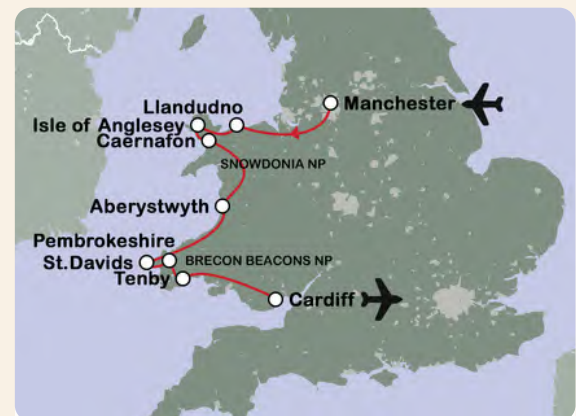 Llandudno
Manchester
Isle of Anglesey
Caernafon
SNOWDONIA NP
Aberystwyth
Pembrokeshire
BRECON BEACONS NP
St.Davids
Tenby
Cardiff